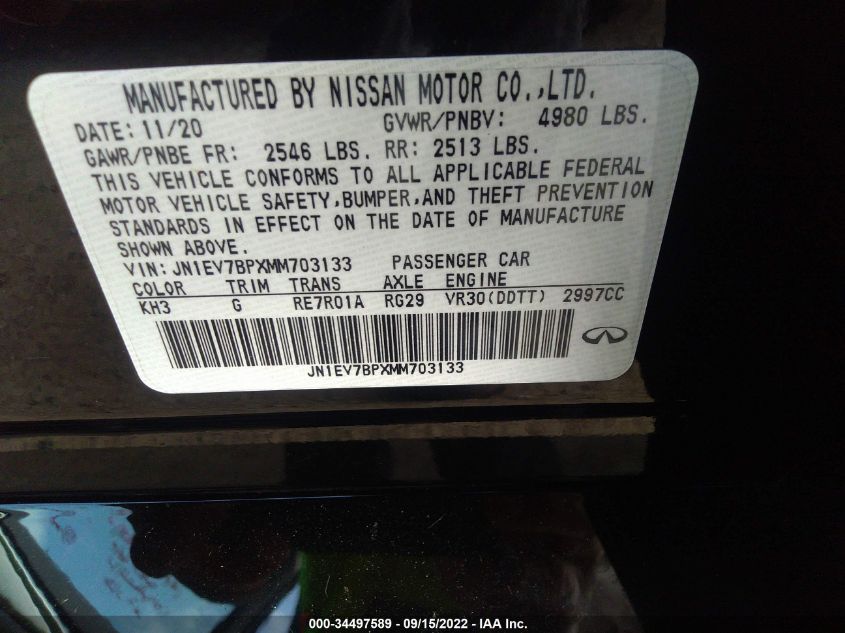 MANUFACTURED BY NISSAN MOTOR CO.,LTD.
DATE: 11/20 GVWR/PNBV: 4980 LBS.
GAWR/PNBE FR: 2546 LBS. RR: 2513 LBS.
THIS VEHICLE CONFORMS TO ALL APPLICABLE FEDERAL
MOTOR VEHICLE SAFETY,BUMPER,AND THEFT PREVENTION
STANDARDS IN EFFECT ON THE DATE OF MANUFACTURE
SHOWN ABOVE.
VIN: JN1EV7BPXMM703133 PASSENGER CAR
COLOR TRIM TRANS AXLE ENGINE
KH3 G RE7R01A RG29 VR30(DDTT) 2997CC
JN1EV7BPXMM703133
000-34497589 - 09/15/2022 - IAA Inc.